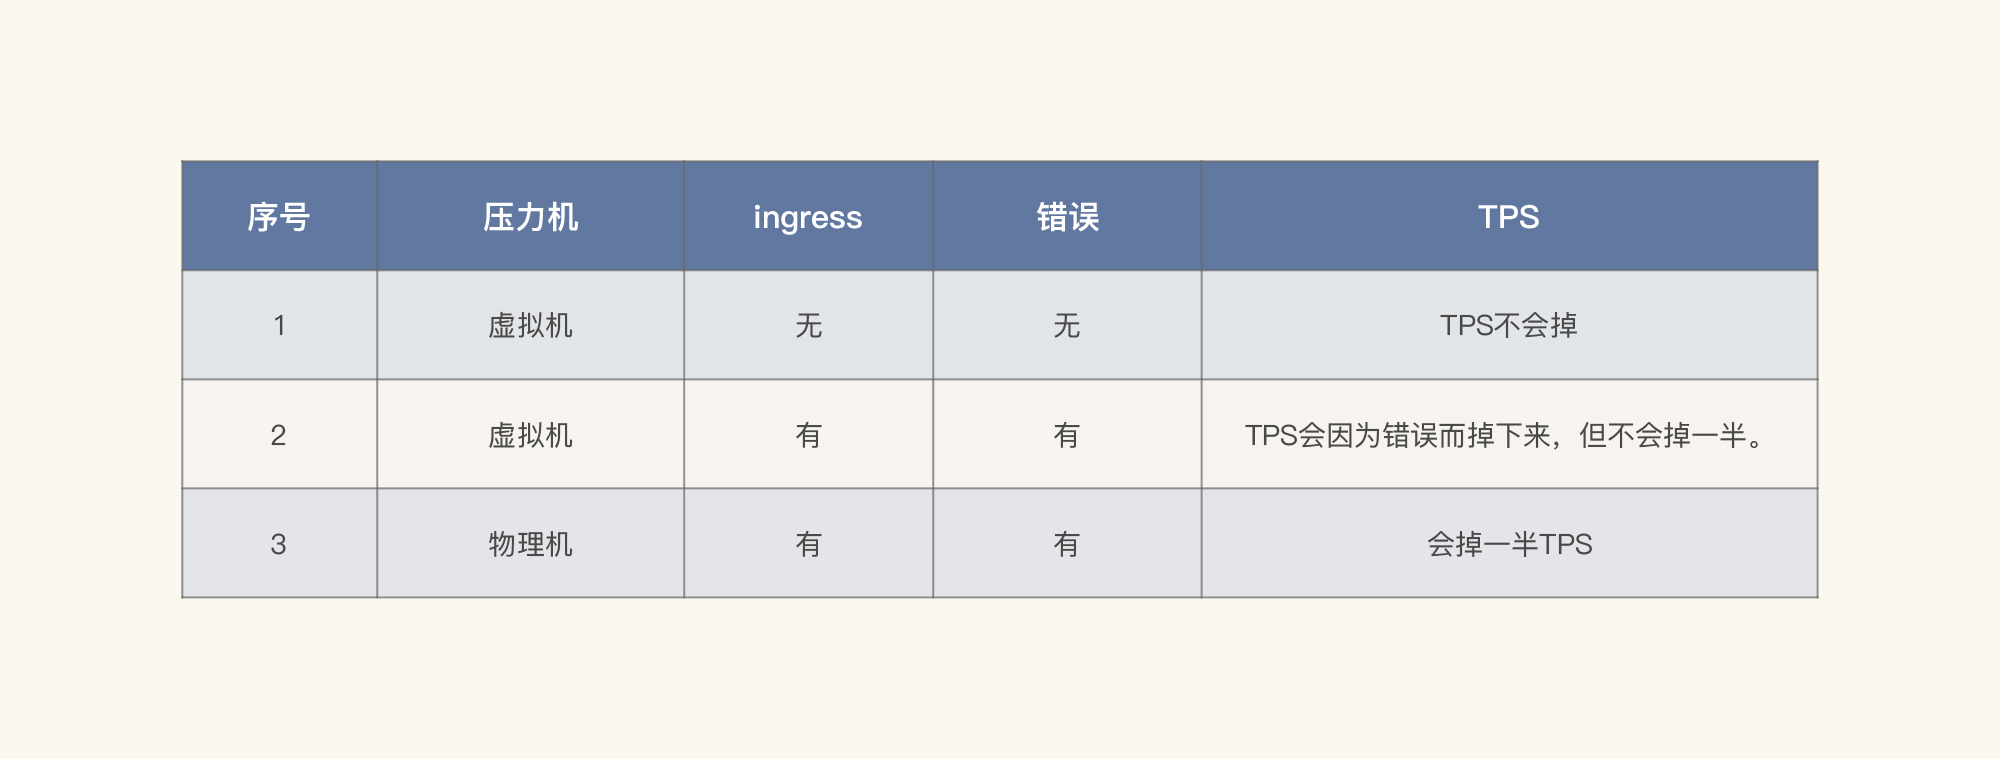 序号 压力机 ingress 错误 TPS
1 虚拟机 无 无 TPS不会掉
2 虚拟机 有 有 TPS会因为错误而掉下来，但不会掉一半。
3 物理机 有 有 会掉一半TPS